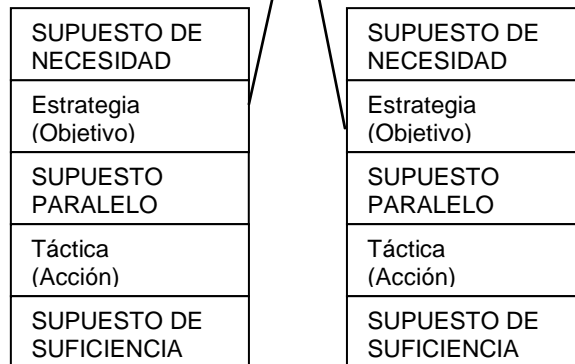 SUPUESTO DE
NECESIDAD
Estrategia
(Objetivo)
SUPUESTO
PARALELO
Táctica
(Acción)
SUPUESTO DE
SUFICIENCIA
SUPUESTO DE
NECESIDAD
Estrategia
(Objetivo)
SUPUESTO
PARALELO
Táctica
(Acción)
SUPUESTO DE
SUFICIENCIA